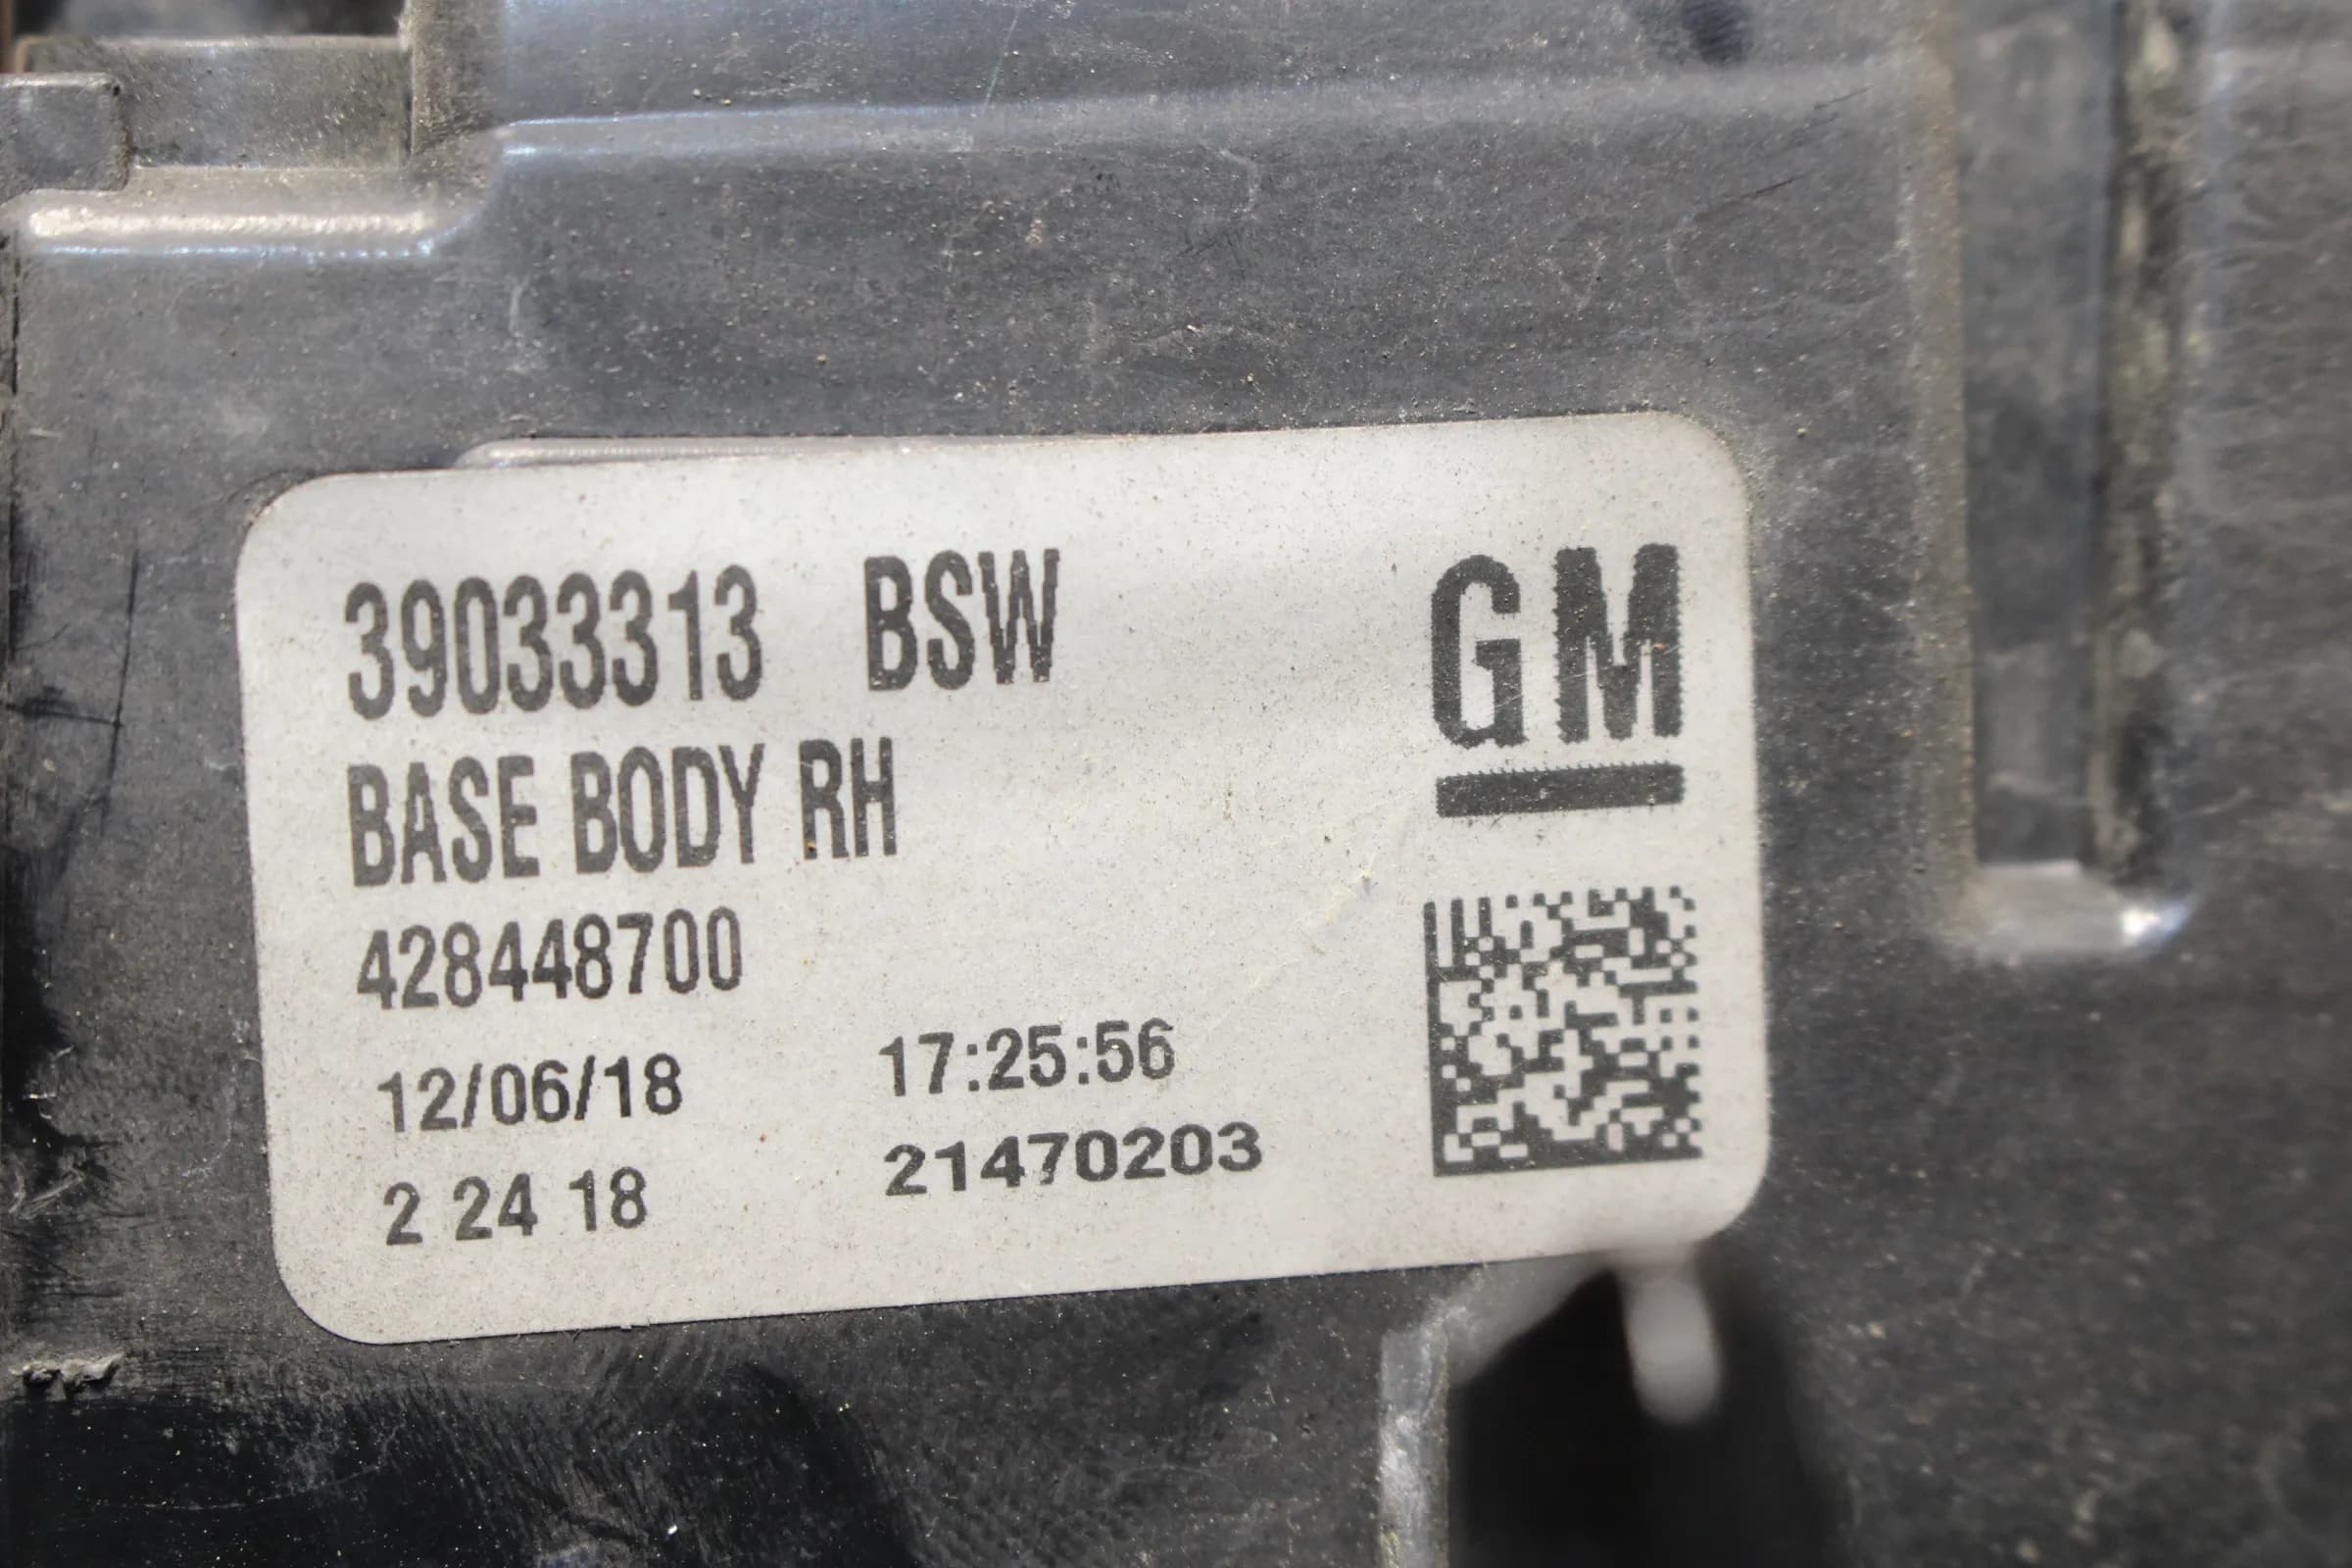 39033313 BSW
GM
BASE BODY RH
428448700
12/06/18 17:25:56
2 24 18 21470203